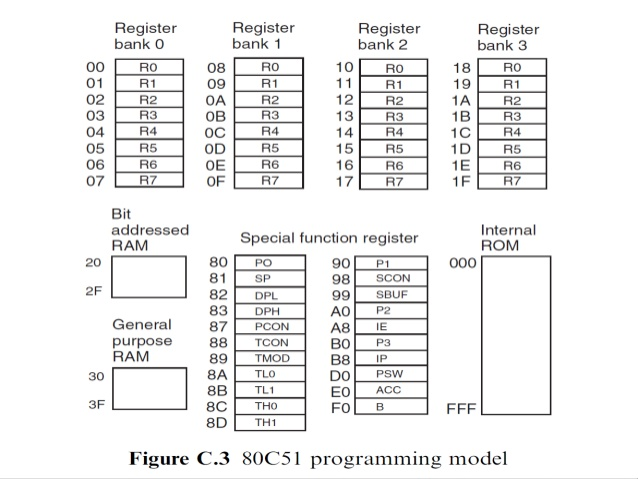 Register bank 0
00 R0
01 R1
02 R2
03 R3
04 R4
05 R5
06 R6
07 R7
Register bank 1
08 R0
09 R1
0A R2
0B R3
0C R4
0D R5
0E R6
0F R7
Register bank 2
10 R0
11 R1
12 R2
13 R3
14 R4
15 R5
16 R6
17 R7
Register bank 3
18 R0
19 R1
1A R2
1B R3
1C R4
1D R5
1E R6
1F R7
Bit
addressed
RAM
20
2F
General
purpose
RAM
30
3F
Special function register
80 PO
81 SP
82 DPL
83 DPH
87 PCON
88 TCON
89 TMOD
8A TL0
8B TL1
8C TH0
8D TH1
90 P1
98 SCON
99 SBUF
A0 P2
A8 IE
B0 P3
B8 IP
D0 PSW
E0 ACC
F0 B
Internal
ROM
000
FFF
Figure C.3 80C51 programming model